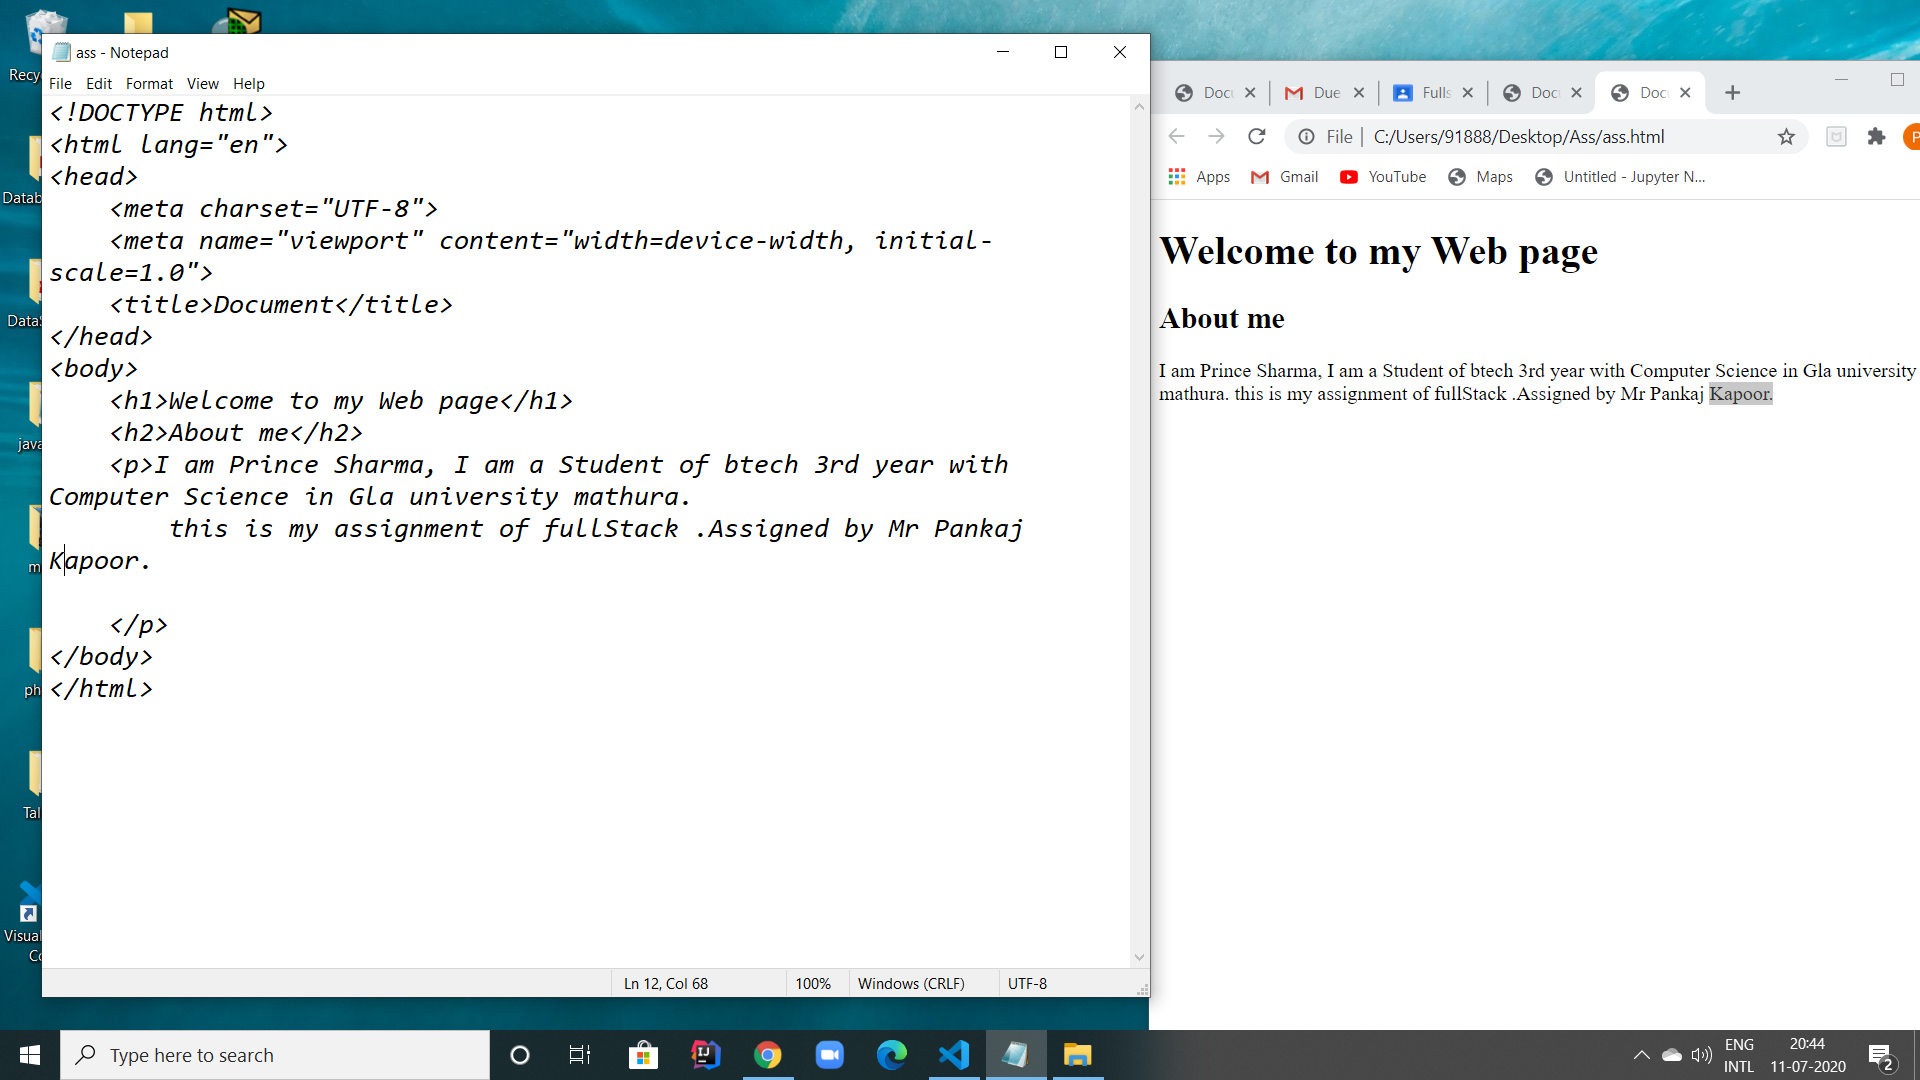 Recy
Datab
DataS
java
m
ph
Tal
Visual
Co
ass - Notepad
File Edit Format View Help
<!DOCTYPE html>
<html lang="en">
<head>
    <meta charset="UTF-8">
    <meta name="viewport" content="width=device-width, initial-
scale=1.0">
    <title>Document</title>
</head>
<body>
    <h1>Welcome to my Web page</h1>
    <h2>About me</h2>
    <p>I am Prince Sharma, I am a Student of btech 3rd year with
Computer Science in Gla university mathura.
        this is my assignment of fullStack .Assigned by Mr Pankaj
Kapoor.
    </p>
</body>
</html>
Ln 12, Col 68 100% Windows (CRLF) UTF-8
Docu Due Fulls Doc Doc
File C:/Users/91888/Desktop/Ass/ass.html P
Apps Gmail YouTube Maps Untitled - Jupyter N...
Welcome to my Web page
About me
I am Prince Sharma, I am a Student of btech 3rd year with Computer Science in Gla university
mathura. this is my assignment of fullStack .Assigned by Mr Pankaj Kapoor.
Type here to search
IJ
ENG
INTL
20:44
11-07-2020
2